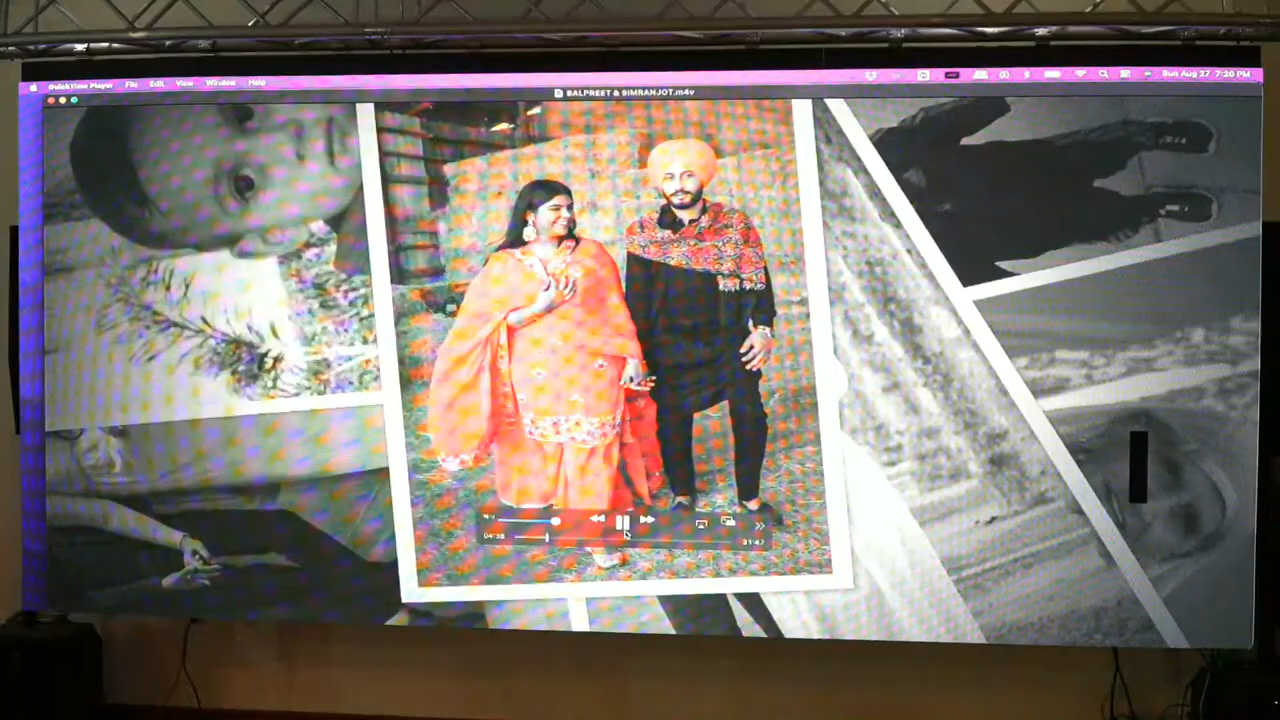 QuickTime Player File Edit View Window Help Sun Aug 27 7:20 PM
BALPREET & SIMRANJOT.m4v
04:38 31:47